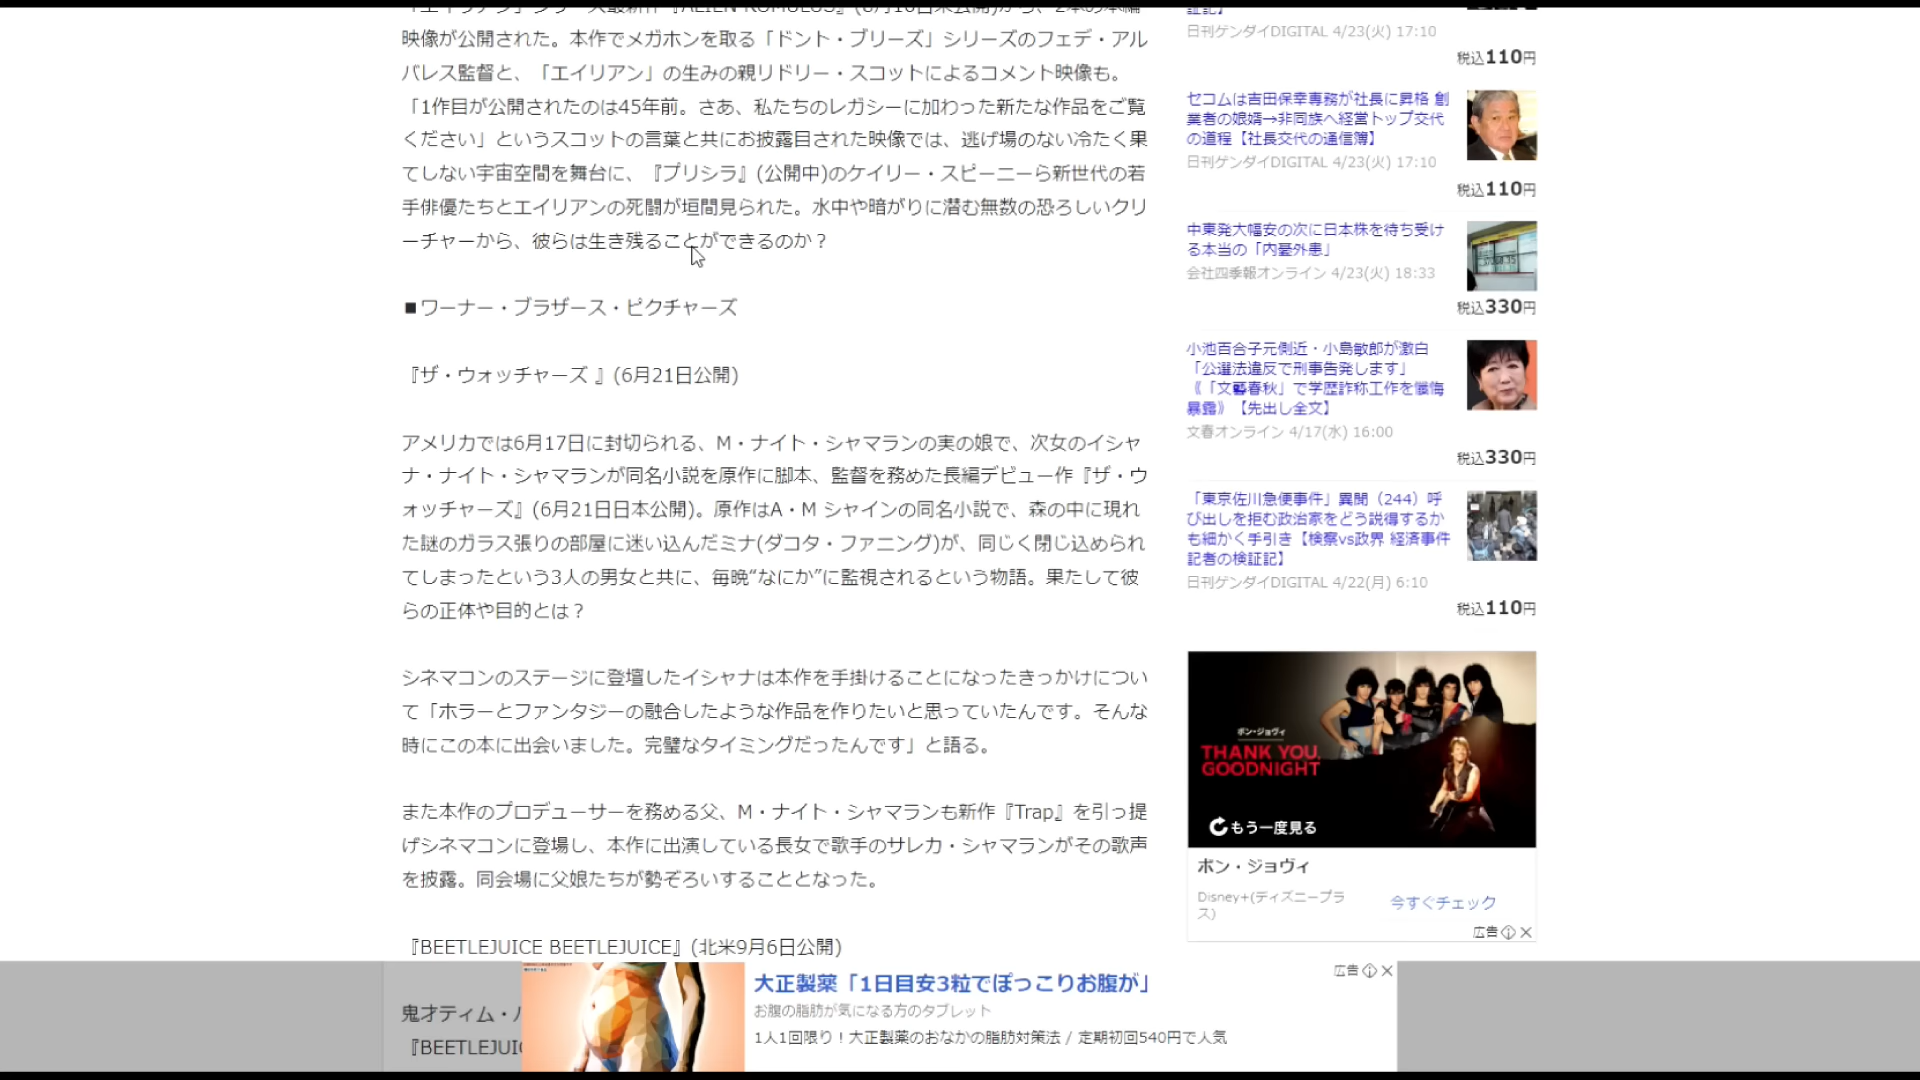 映像が公開された。本作でメガホンを取る「ドント・ブリーズ」シリーズのフェデ・アル
バレス監督と、「エイリアン」の生みの親リドリー・スコットによるコメント映像も。
「1作目が公開されたのは45年前。さあ、私たちのレガシーに加わった新たな作品をご覧
ください」というスコットの言葉と共にお披露目された映像では、逃げ場のない冷たく果
てしない宇宙空間を舞台に、『プリシラ』(公開中)のケイリー・スピーニーら新世代の若
手俳優たちとエイリアンの死闘が垣間見られた。水中や暗がりに潜む無数の恐ろしいクリ
ーチャーから、彼らは生き残ることができるのか？
■ワーナー・ブラザース・ピクチャーズ
『ザ・ウォッチャーズ 』(6月21日公開)
アメリカでは6月17日に封切られる、M・ナイト・シャマランの実の娘で、次女のイシャ
ナ・ナイト・シャマランが同名小説を原作に脚本、監督を務めた長編デビュー作『ザ・ウ
ォッチャーズ』(6月21日日本公開)。原作はA・M シャインの同名小説で、森の中に現れ
た謎のガラス張りの部屋に迷い込んだミナ(ダコタ・ファニング)が、同じく閉じ込められ
てしまったという3人の男女と共に、毎晩“なにか”に監視されるという物語。果たして彼
らの正体や目的とは？
シネマコンのステージに登壇したイシャナは本作を手掛けることになったきっかけについ
て「ホラーとファンタジーの融合したような作品を作りたいと思っていたんです。そんな
時にこの本に出会いました。完璧なタイミングだったんです」と語る。
また本作のプロデューサーを務める父、M・ナイト・シャマランも新作『Trap』を引っ提
げシネマコンに登場し、本作に出演している長女で歌手のサレカ・シャマランがその歌声
を披露。同会場に父娘たちが勢ぞろいすることとなった。
『BEETLEJUICE BEETLEJUICE』(北米9月6日公開)
鬼才ティム・
『BEETLEJUIC
証記】
日刊ゲンダイDIGITAL 4/23(火) 17:10
税込110円
セコムは吉田保幸専務が社長に昇格 創
業者の娘婿→非同族へ経営トップ交代
の道程【社長交代の通信簿】
日刊ゲンダイDIGITAL 4/23(火) 17:10
税込110円
中東発大幅安の次に日本株を待ち受け
る本当の「内憂外患」
会社四季報オンライン 4/23(火) 18:33
税込330円
小池百合子元側近・小島敏郎が激白
「公選法違反で刑事告発します」
《「文藝春秋」で学歴詐称工作を懺悔
暴露》【先出し全文】
文春オンライン 4/17(水) 16:00
税込330円
「東京佐川急便事件」異聞（244）呼
び出しを拒む政治家をどう説得するか
も細かく手引き【検察vs政界 経済事件
記者の検証記】
日刊ゲンダイDIGITAL 4/22(月) 6:10
税込110円
ボン・ジョヴィ
THANK YOU,
GOODNIGHT
もう一度見る
ボン・ジョヴィ
Disney+(ディズニープラ
ス)
今すぐチェック
広告
大正製薬「1日目安3粒でぽっこりお腹が」
お腹の脂肪が気になる方のタブレット
1人1回限り！大正製薬のおなかの脂肪対策法 / 定期初回540円で人気
広告